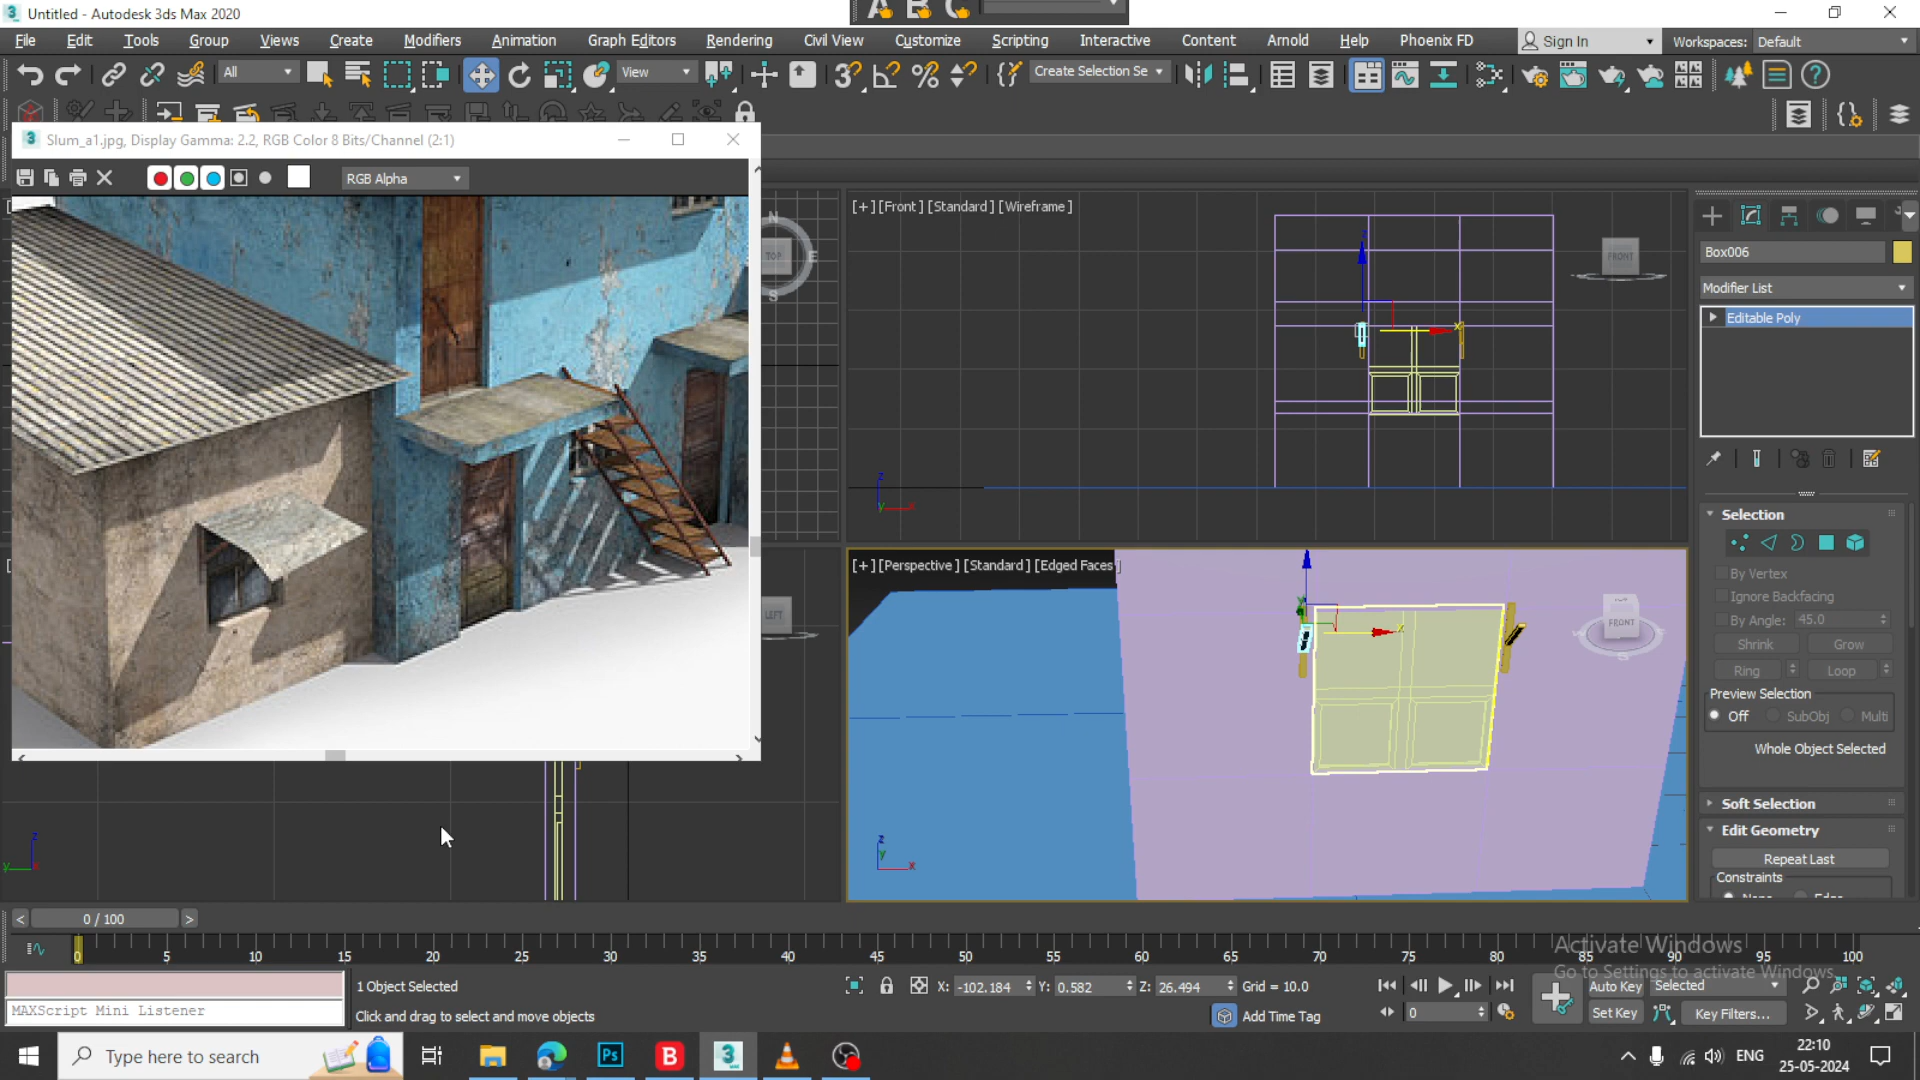 Untitled - Autodesk 3ds Max 2020
File Edit Tools Group Views Create Modifiers Animation Graph Editors Rendering Civil View Customize Scripting Interactive Content Arnold Help Phoenix FD Sign In Workspaces: Default
All View Create Selection Se
Slum_a1.jpg, Display Gamma: 2.2, RGB Color 8 Bits/Channel (2:1)
RGB Alpha
[+] [Front] [Standard] [Wireframe]
N
TOP
E
S
FRONT
Box006
Modifier List
Editable Poly
Selection
By Vertex
Ignore Backfacing
By Angle: 45.0
Shrink Grow
Ring Loop
Preview Selection
Off SubObj Multi
Whole Object Selected
Soft Selection
Edit Geometry
Repeat Last
Constraints
None Edge
[+] [Perspective] [Standard] [Edged Faces]
LEFT
FRONT
< 0 / 100 >
0 5 10 15 20 25 30 35 40 45 50 55 60 65 70 75 80 85 90 95 100
Activate Windows
Go to Settings to activate Windows.
1 Object Selected
X: -102.184 Y: 0.582 Z: 26.494 Grid = 10.0
Auto Key Selected
MAXScript Mini Listener
Click and drag to select and move objects
Add Time Tag
0
Set Key Key Filters...
Type here to search
Ps
B
3
ENG
22:10
25-05-2024